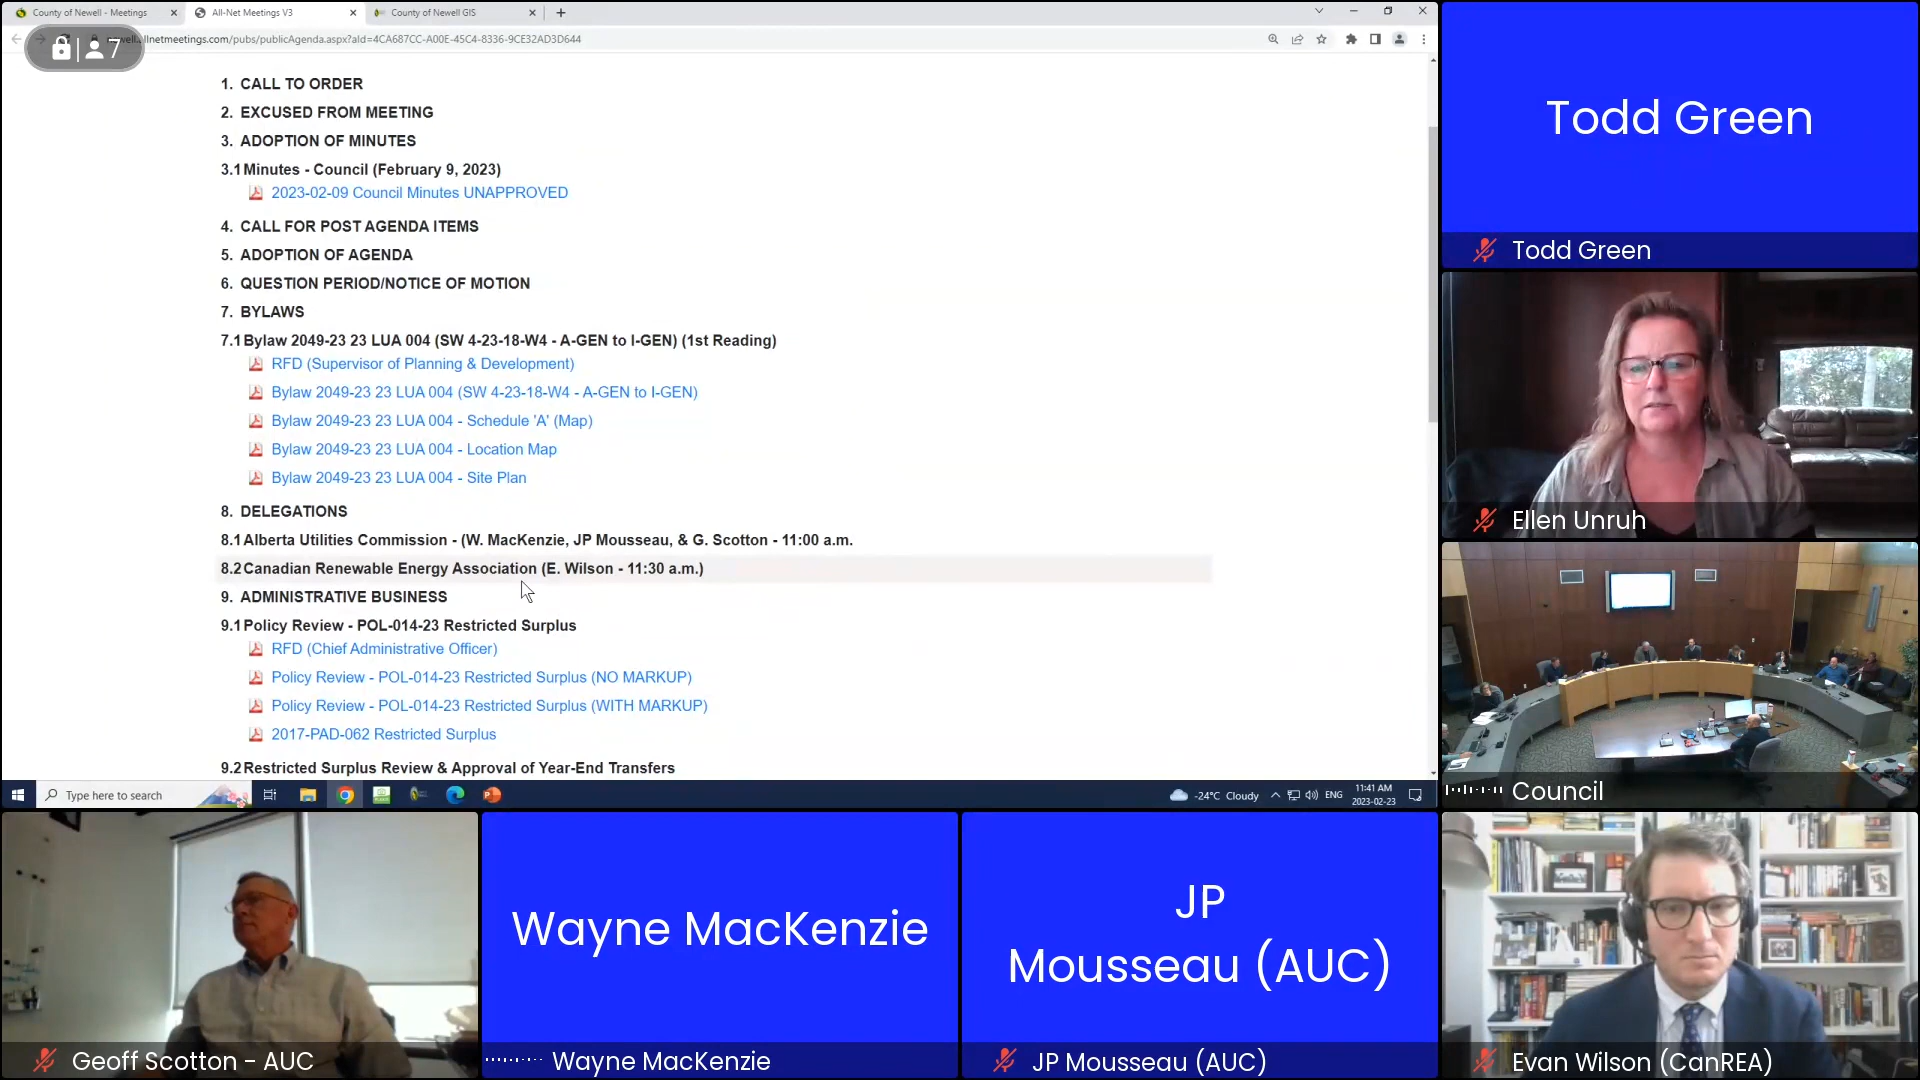 County of Newell - Meetings
All-Net Meetings V3
County of Newell GIS
7
llnetmeetings.com/pubs/publicAgenda.aspx?aId=4CA687CC-A00E-45C4-8336-9CE32AD3D644
1. CALL TO ORDER
2. EXCUSED FROM MEETING
3. ADOPTION OF MINUTES
3.1 Minutes - Council (February 9, 2023)
2023-02-09 Council Minutes UNAPPROVED
4. CALL FOR POST AGENDA ITEMS
5. ADOPTION OF AGENDA
6. QUESTION PERIOD/NOTICE OF MOTION
7. BYLAWS
7.1 Bylaw 2049-23 23 LUA 004 (SW 4-23-18-W4 - A-GEN to I-GEN) (1st Reading)
RFD (Supervisor of Planning & Development)
Bylaw 2049-23 23 LUA 004 (SW 4-23-18-W4 - A-GEN to I-GEN)
Bylaw 2049-23 23 LUA 004 - Schedule 'A' (Map)
Bylaw 2049-23 23 LUA 004 - Location Map
Bylaw 2049-23 23 LUA 004 - Site Plan
8. DELEGATIONS
8.1 Alberta Utilities Commission - (W. MacKenzie, JP Mousseau, & G. Scotton - 11:00 a.m.
8.2 Canadian Renewable Energy Association (E. Wilson - 11:30 a.m.)
9. ADMINISTRATIVE BUSINESS
9.1 Policy Review - POL-014-23 Restricted Surplus
RFD (Chief Administrative Officer)
Policy Review - POL-014-23 Restricted Surplus (NO MARKUP)
Policy Review - POL-014-23 Restricted Surplus (WITH MARKUP)
2017-PAD-062 Restricted Surplus
9.2 Restricted Surplus Review & Approval of Year-End Transfers
Type here to search
-24°C Cloudy
ENG
11:41 AM
2023-02-23
Todd Green
Todd Green
Ellen Unruh
Council
Geoff Scotton - AUC
Wayne MacKenzie
Wayne MacKenzie
JP
Mousseau (AUC)
JP Mousseau (AUC)
Evan Wilson (CanREA)